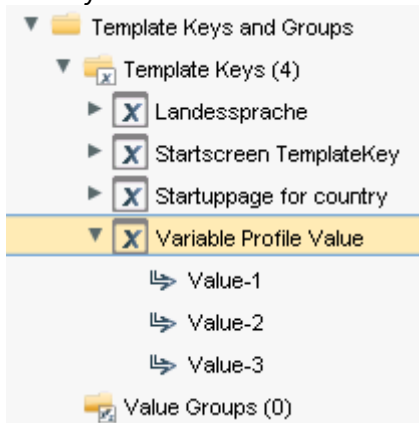 Template Keys and Groups
Template Keys (4)
Landessprache
Startscreen TemplateKey
Startuppage for country
Variable Profile Value
Value-1
Value-2
Value-3
Value Groups (0)